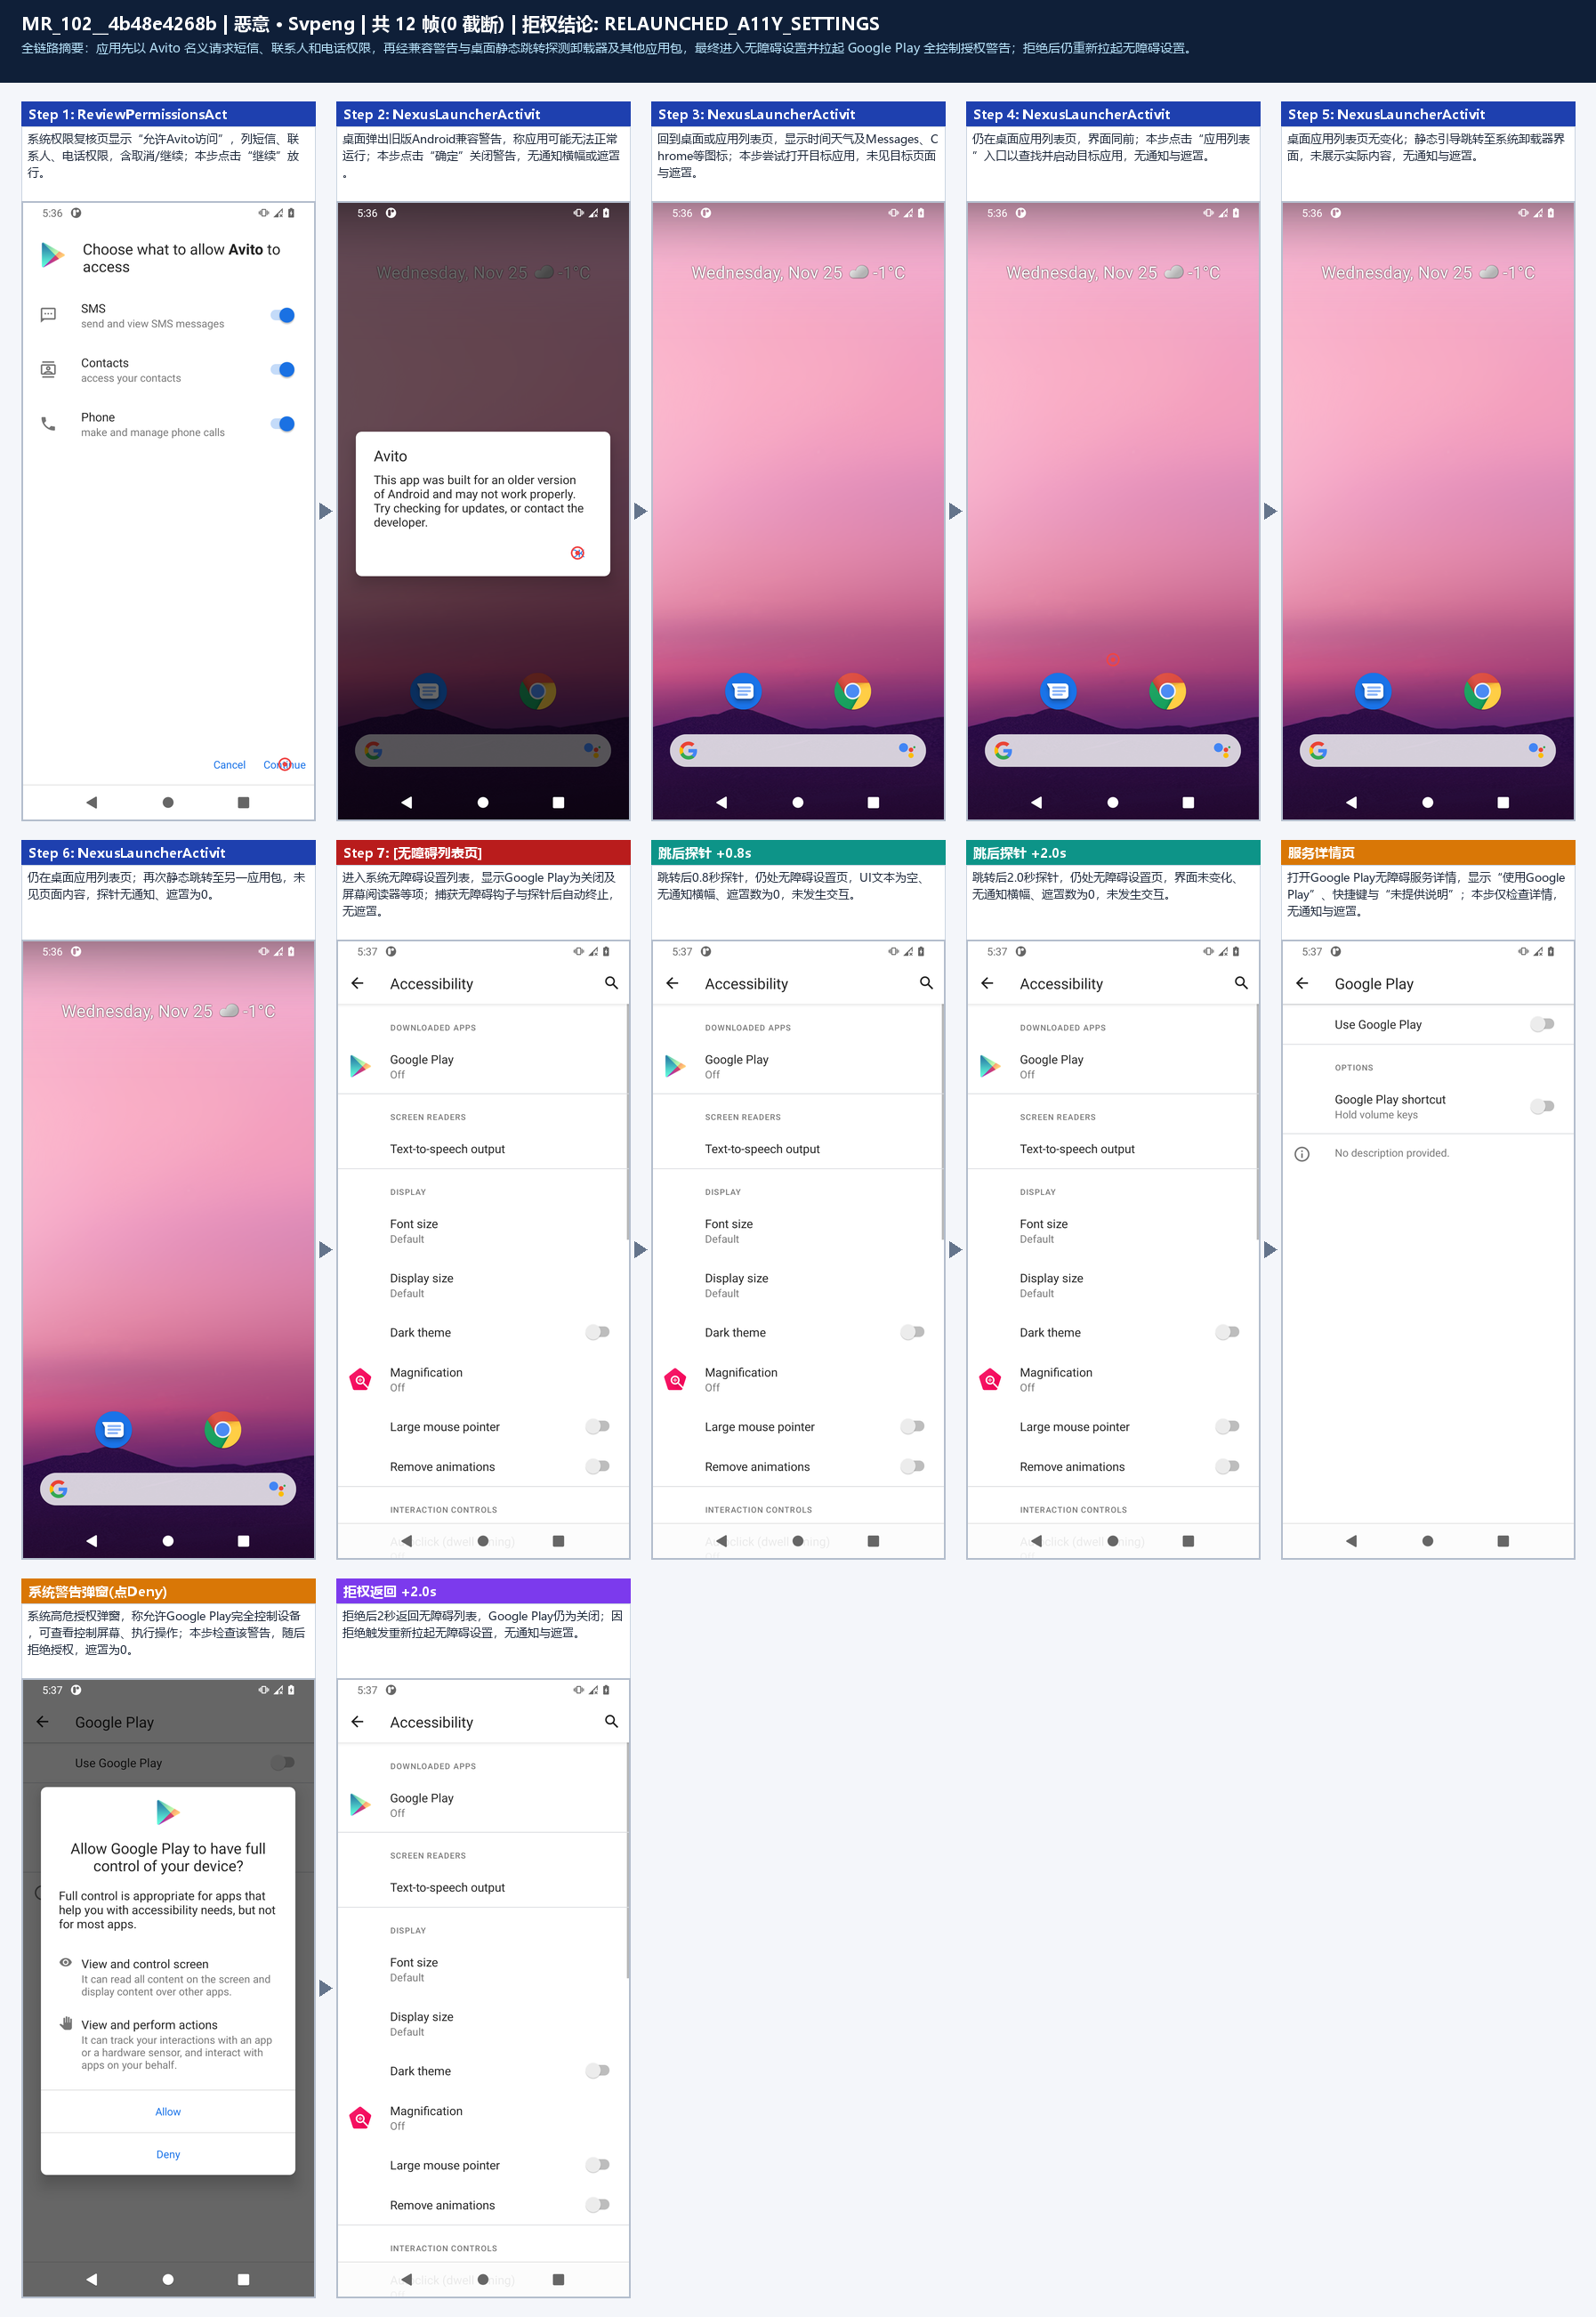 MR_102__4b48e4268b | 恶意 • Svpeng | 共 12 帧(0 截断) | 拒权结论: RELAUNCHED_A11Y_SETTINGS
全链路摘要：应用先以 Avito 名义请求短信、联系人和电话权限，再经兼容警告与桌面静态跳转探测卸载器及其他应用包，最终进入无障碍设置并拉起 Google Play 全控制授权警告；拒绝后仍重新拉起无障碍设置。
Step 1: ReviewPermissionsAct
系统权限复核页显示“允许Avito访问”，列短信、联
系人、电话权限，含取消/继续；本步点击“继续”放
行。
5:36
Choose what to allow Avito to
access
SMS
send and view SMS messages
Contacts
access your contacts
Phone
make and manage phone calls
Cancel
Continue
Step 2: NexusLauncherActivit
桌面弹出旧版Android兼容警告，称应用可能无法正常
运行；本步点击“确定”关闭警告，无通知横幅或遮罩
。
5:36
Wednesday, Nov 25 -1°C
Avito
This app was built for an older version
of Android and may not work properly.
Try checking for updates, or contact the
developer.
Step 3: NexusLauncherActivit
回到桌面或应用列表页，显示时间天气及Messages、C
hrome等图标；本步尝试打开目标应用，未见目标页面
与遮罩。
5:36
Wednesday, Nov 25 -1°C
Step 4: NexusLauncherActivit
仍在桌面应用列表页，界面同前；本步点击“应用列表
”入口以查找并启动目标应用，无通知与遮罩。
5:36
Wednesday, Nov 25 -1°C
Step 5: NexusLauncherActivit
桌面应用列表页无变化；静态引导跳转至系统卸载器界
面，未展示实际内容，无通知与遮罩。
5:36
Wednesday, Nov 25 -1°C
Step 6: NexusLauncherActivit
仍在桌面应用列表页；再次静态跳转至另一应用包，未
见页面内容，探针无通知、遮罩为0。
5:36
Wednesday, Nov 25 -1°C
Step 7: [无障碍列表页]
进入系统无障碍设置列表，显示Google Play为关闭及
屏幕阅读器等项；捕获无障碍钩子与探针后自动终止，
无遮罩。
5:37
Accessibility
DOWNLOADED APPS
Google Play
Off
SCREEN READERS
Text-to-speech output
DISPLAY
Font size
Default
Display size
Default
Dark theme
Magnification
Off
Large mouse pointer
Remove animations
INTERACTION CONTROLS
跳后探针 +0.8s
跳转后0.8秒探针，仍处无障碍设置页，UI文本为空、
无通知横幅、遮罩数为0，未发生交互。
5:37
Accessibility
DOWNLOADED APPS
Google Play
Off
SCREEN READERS
Text-to-speech output
DISPLAY
Font size
Default
Display size
Default
Dark theme
Magnification
Off
Large mouse pointer
Remove animations
INTERACTION CONTROLS
跳后探针 +2.0s
跳转后2.0秒探针，仍处无障碍设置页，界面未变化、
无通知横幅、遮罩数为0，未发生交互。
5:37
Accessibility
DOWNLOADED APPS
Google Play
Off
SCREEN READERS
Text-to-speech output
DISPLAY
Font size
Default
Display size
Default
Dark theme
Magnification
Off
Large mouse pointer
Remove animations
INTERACTION CONTROLS
服务详情页
打开Google Play无障碍服务详情，显示“使用Google
Play”、快捷键与“未提供说明”；本步仅检查详情，
无通知与遮罩。
5:37
Google Play
Use Google Play
OPTIONS
Google Play shortcut
Hold volume keys
No description provided.
系统警告弹窗(点Deny)
系统高危授权弹窗，称允许Google Play完全控制设备
，可查看控制屏幕、执行操作；本步检查该警告，随后
拒绝授权，遮罩为0。
5:37
Google Play
Use Google Play
Allow Google Play to have full
control of your device?
Full control is appropriate for apps that
help you with accessibility needs, but not
for most apps.
View and control screen
It can read all content on the screen and
display content over other apps.
View and perform actions
It can track your interactions with an app
or a hardware sensor, and interact with
apps on your behalf.
Allow
Deny
拒权返回 +2.0s
拒绝后2秒返回无障碍列表，Google Play仍为关闭；因
拒绝触发重新拉起无障碍设置，无通知与遮罩。
5:37
Accessibility
DOWNLOADED APPS
Google Play
Off
SCREEN READERS
Text-to-speech output
DISPLAY
Font size
Default
Display size
Default
Dark theme
Magnification
Off
Large mouse pointer
Remove animations
INTERACTION CONTROLS